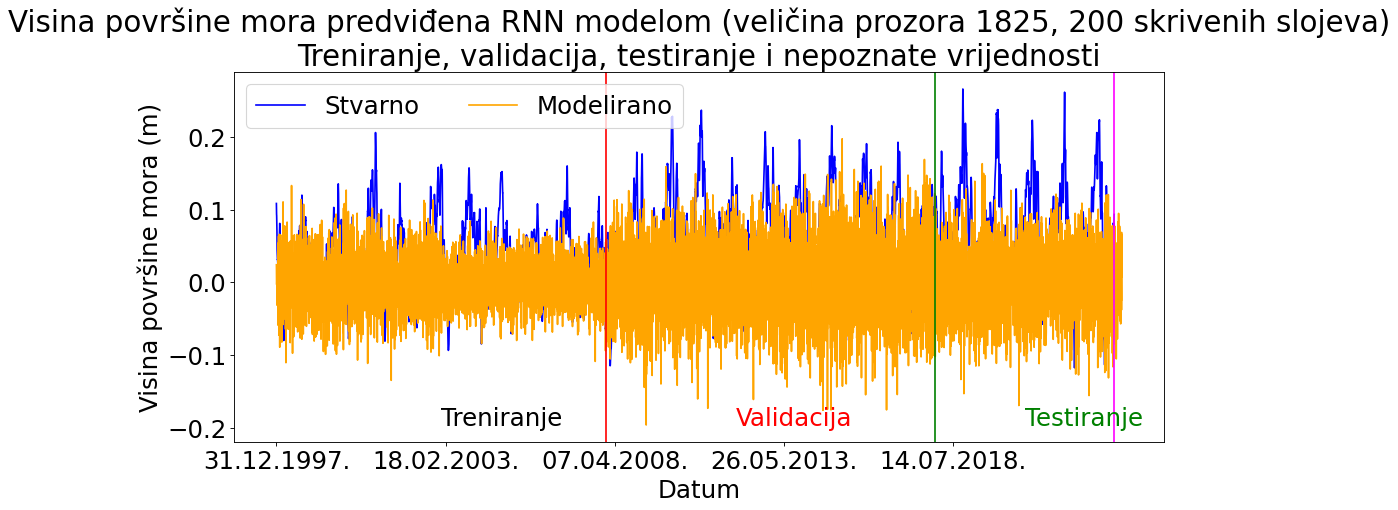 Visina površine mora predviđena RNN modelom (veličina prozora 1825, 200 skrivenih slojeva)
Treniranje, validacija, testiranje i nepoznate vrijednosti
Stvarno Modelirano
Visina površine mora (m)
0.2
0.1
0.0
−0.1
−0.2
Treniranje Validacija Testiranje
31.12.1997. 18.02.2003. 07.04.2008. 26.05.2013. 14.07.2018.
Datum